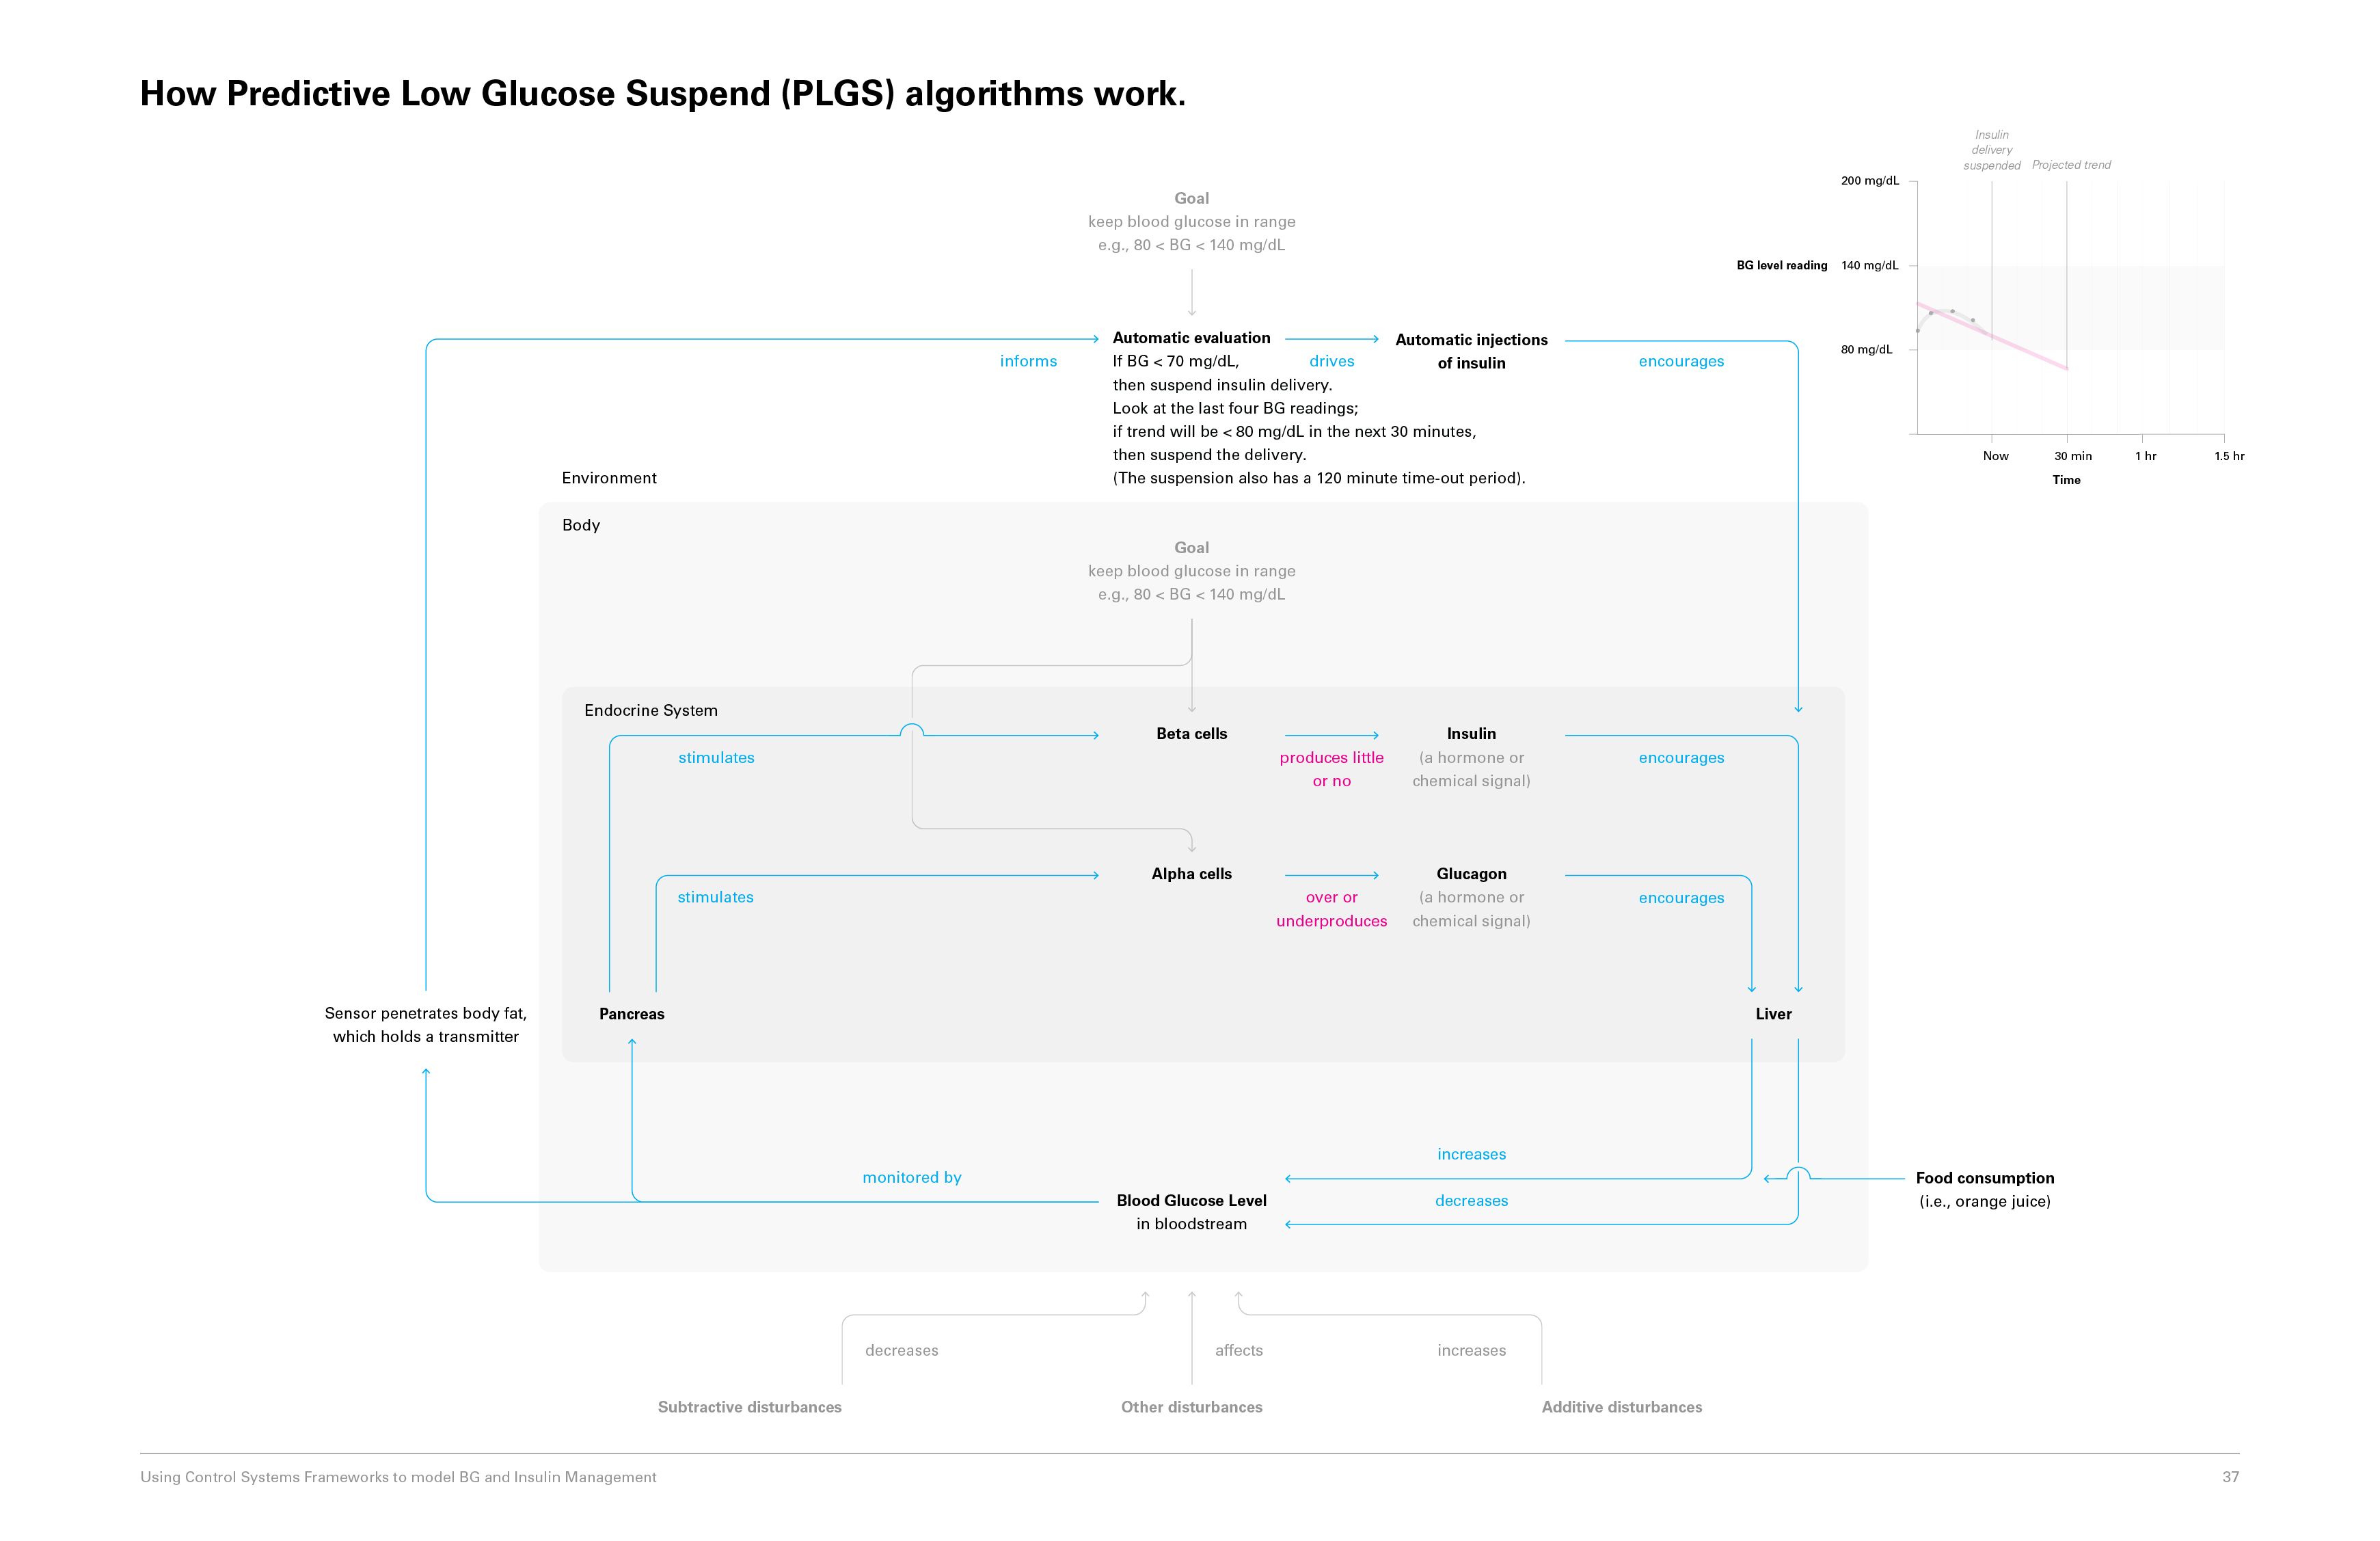 How Predictive Low Glucose Suspend (PLGS) algorithms work.
Insulin
delivery
suspended
Projected trend
200 mg/dL
BG level reading
140 mg/dL
80 mg/dL
Now
30 min
1 hr
1.5 hr
Time
Goal
keep blood glucose in range
e.g., 80 < BG < 140 mg/dL
informs
Automatic evaluation
If BG < 70 mg/dL,
then suspend insulin delivery.
Look at the last four BG readings;
if trend will be < 80 mg/dL in the next 30 minutes,
then suspend the delivery.
(The suspension also has a 120 minute time-out period).
drives
Automatic injections
of insulin
encourages
Environment
Body
Goal
keep blood glucose in range
e.g., 80 < BG < 140 mg/dL
Endocrine System
stimulates
Beta cells
produces little
or no
Insulin
(a hormone or
chemical signal)
encourages
stimulates
Alpha cells
over or
underproduces
Glucagon
(a hormone or
chemical signal)
encourages
Sensor penetrates body fat,
which holds a transmitter
Pancreas
Liver
monitored by
Blood Glucose Level
in bloodstream
increases
decreases
Food consumption
(i.e., orange juice)
decreases
affects
increases
Subtractive disturbances
Other disturbances
Additive disturbances
Using Control Systems Frameworks to model BG and Insulin Management
37